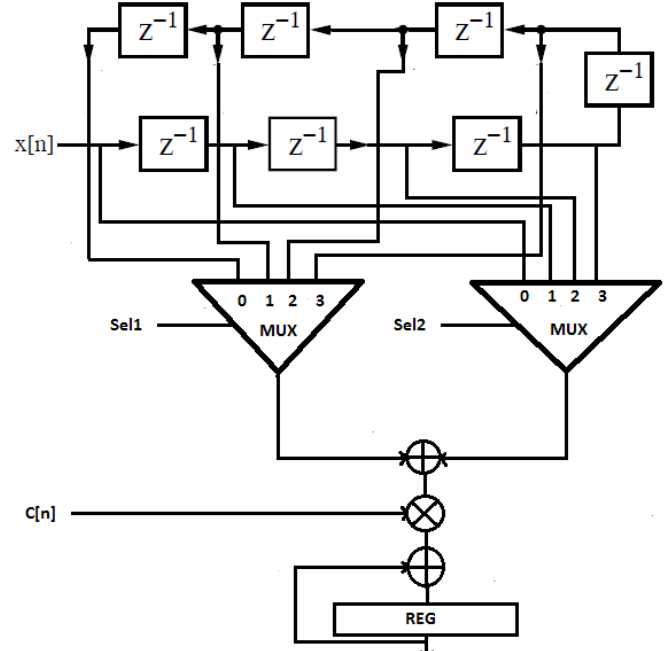 Z⁻¹ Z⁻¹ Z⁻¹
Z⁻¹
x[n] Z⁻¹ Z⁻¹ Z⁻¹
0 1 2 3 0 1 2 3
Sel1 MUX Sel2 MUX
C[n]
REG